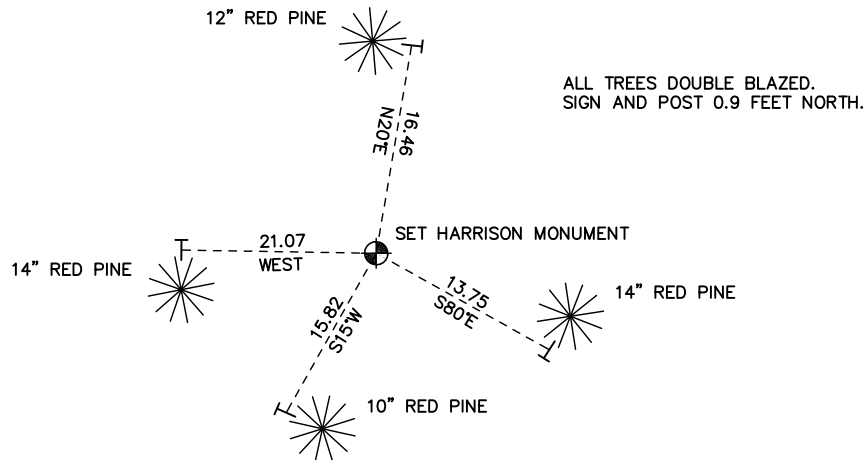 12” RED PINE
ALL TREES DOUBLE BLAZED.
SIGN AND POST 0.9 FEET NORTH.
16.46
N20°E
SET HARRISON MONUMENT
21.07
WEST
14” RED PINE
13.75
S80°E
14” RED PINE
15.82
S15°W
10” RED PINE